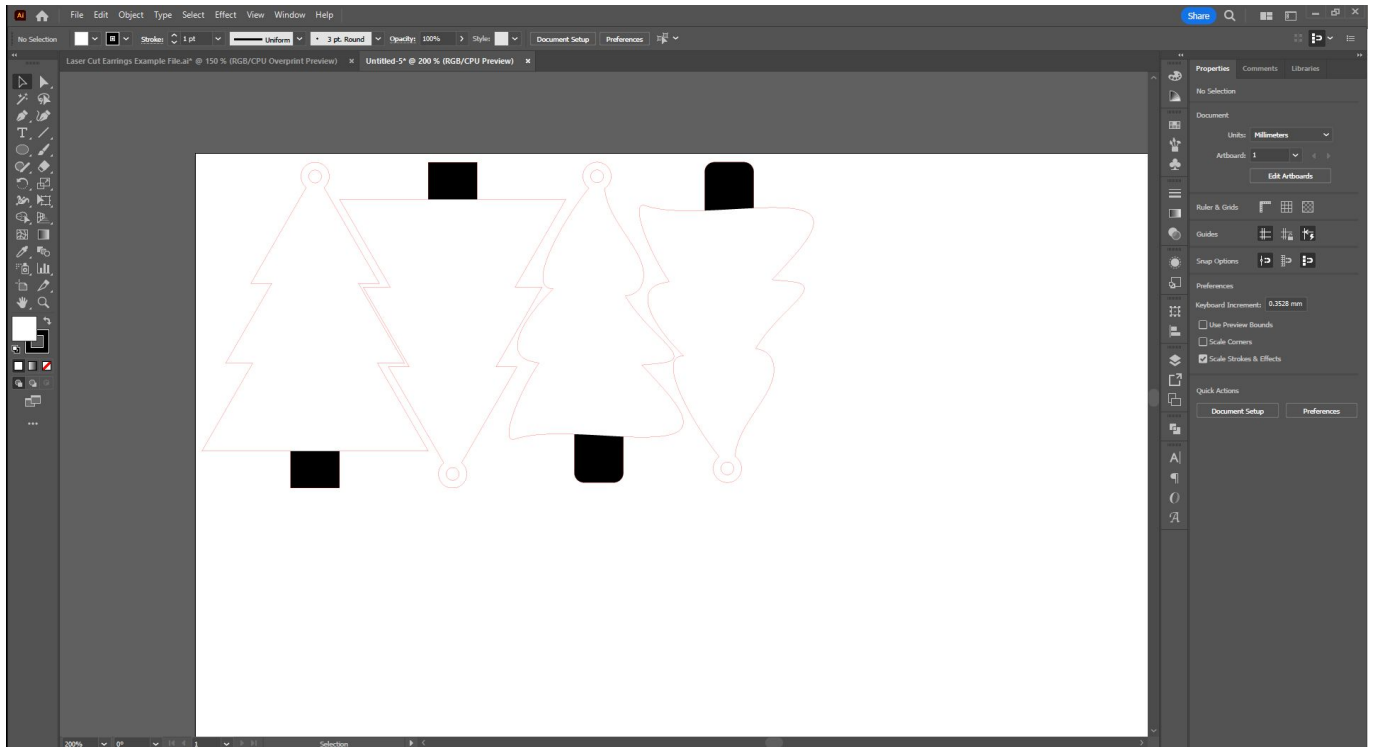 Ai File Edit Object Type Select Effect View Window Help Share
No Selection Stroke: 1 pt Uniform 3 pt. Round Opacity: 100% Style: Document Setup Preferences
Laser Cut Earrings Example File.ai* @ 150 % (RGB/CPU Overprint Preview) × Untitled-5* @ 200 % (RGB/CPU Preview) ×
Properties Comments Libraries
No Selection
Document
Units: Millimeters
Artboard: 1
Edit Artboards
Ruler & Grids
Guides
Snap Options
Preferences
Keyboard Increment: 0.3528 mm
Use Preview Bounds
Scale Corners
Scale Strokes & Effects
Quick Actions
Document Setup Preferences
200% 0° 1 Selection